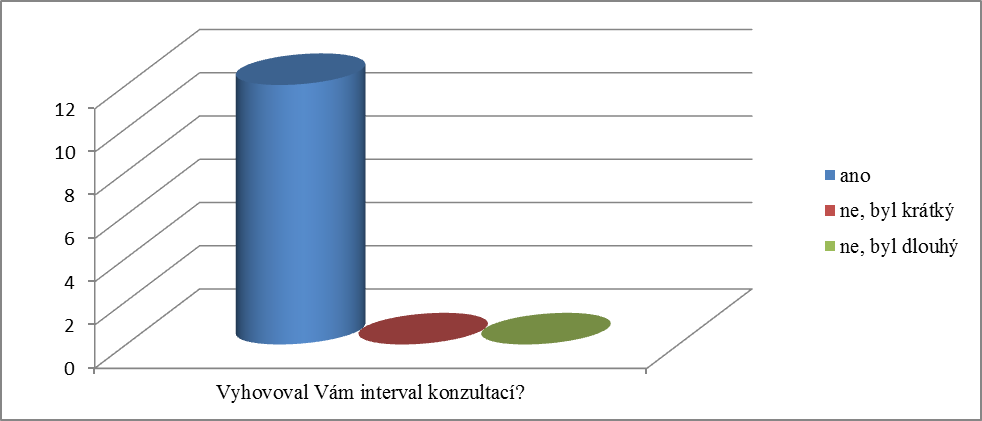 12
10
8
6
4
2
0
Vyhovoval Vám interval konzultací?
ano
ne, byl krátký
ne, byl dlouhý